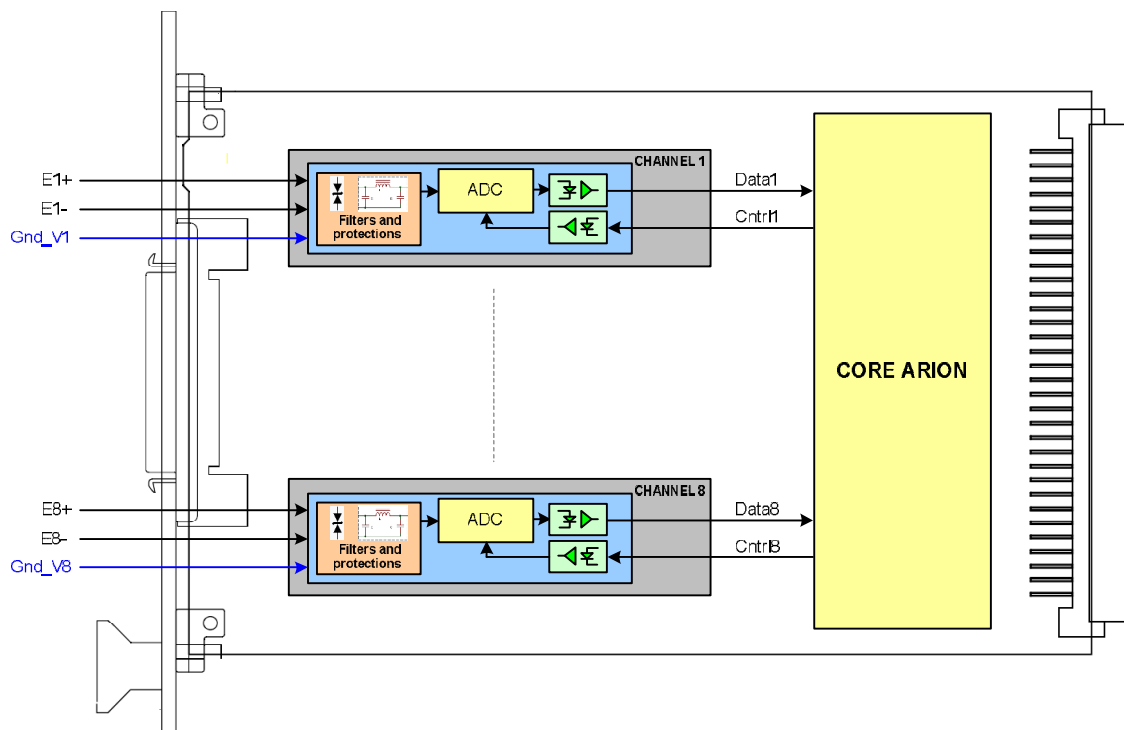 CHANNEL 1
E1+
E1-
Gnd_V1
Filters and
protections
ADC
Data1
Cntrl1
CORE ARION
CHANNEL 8
E8+
E8-
Gnd_V8
Filters and
protections
ADC
Data8
Cntrl8